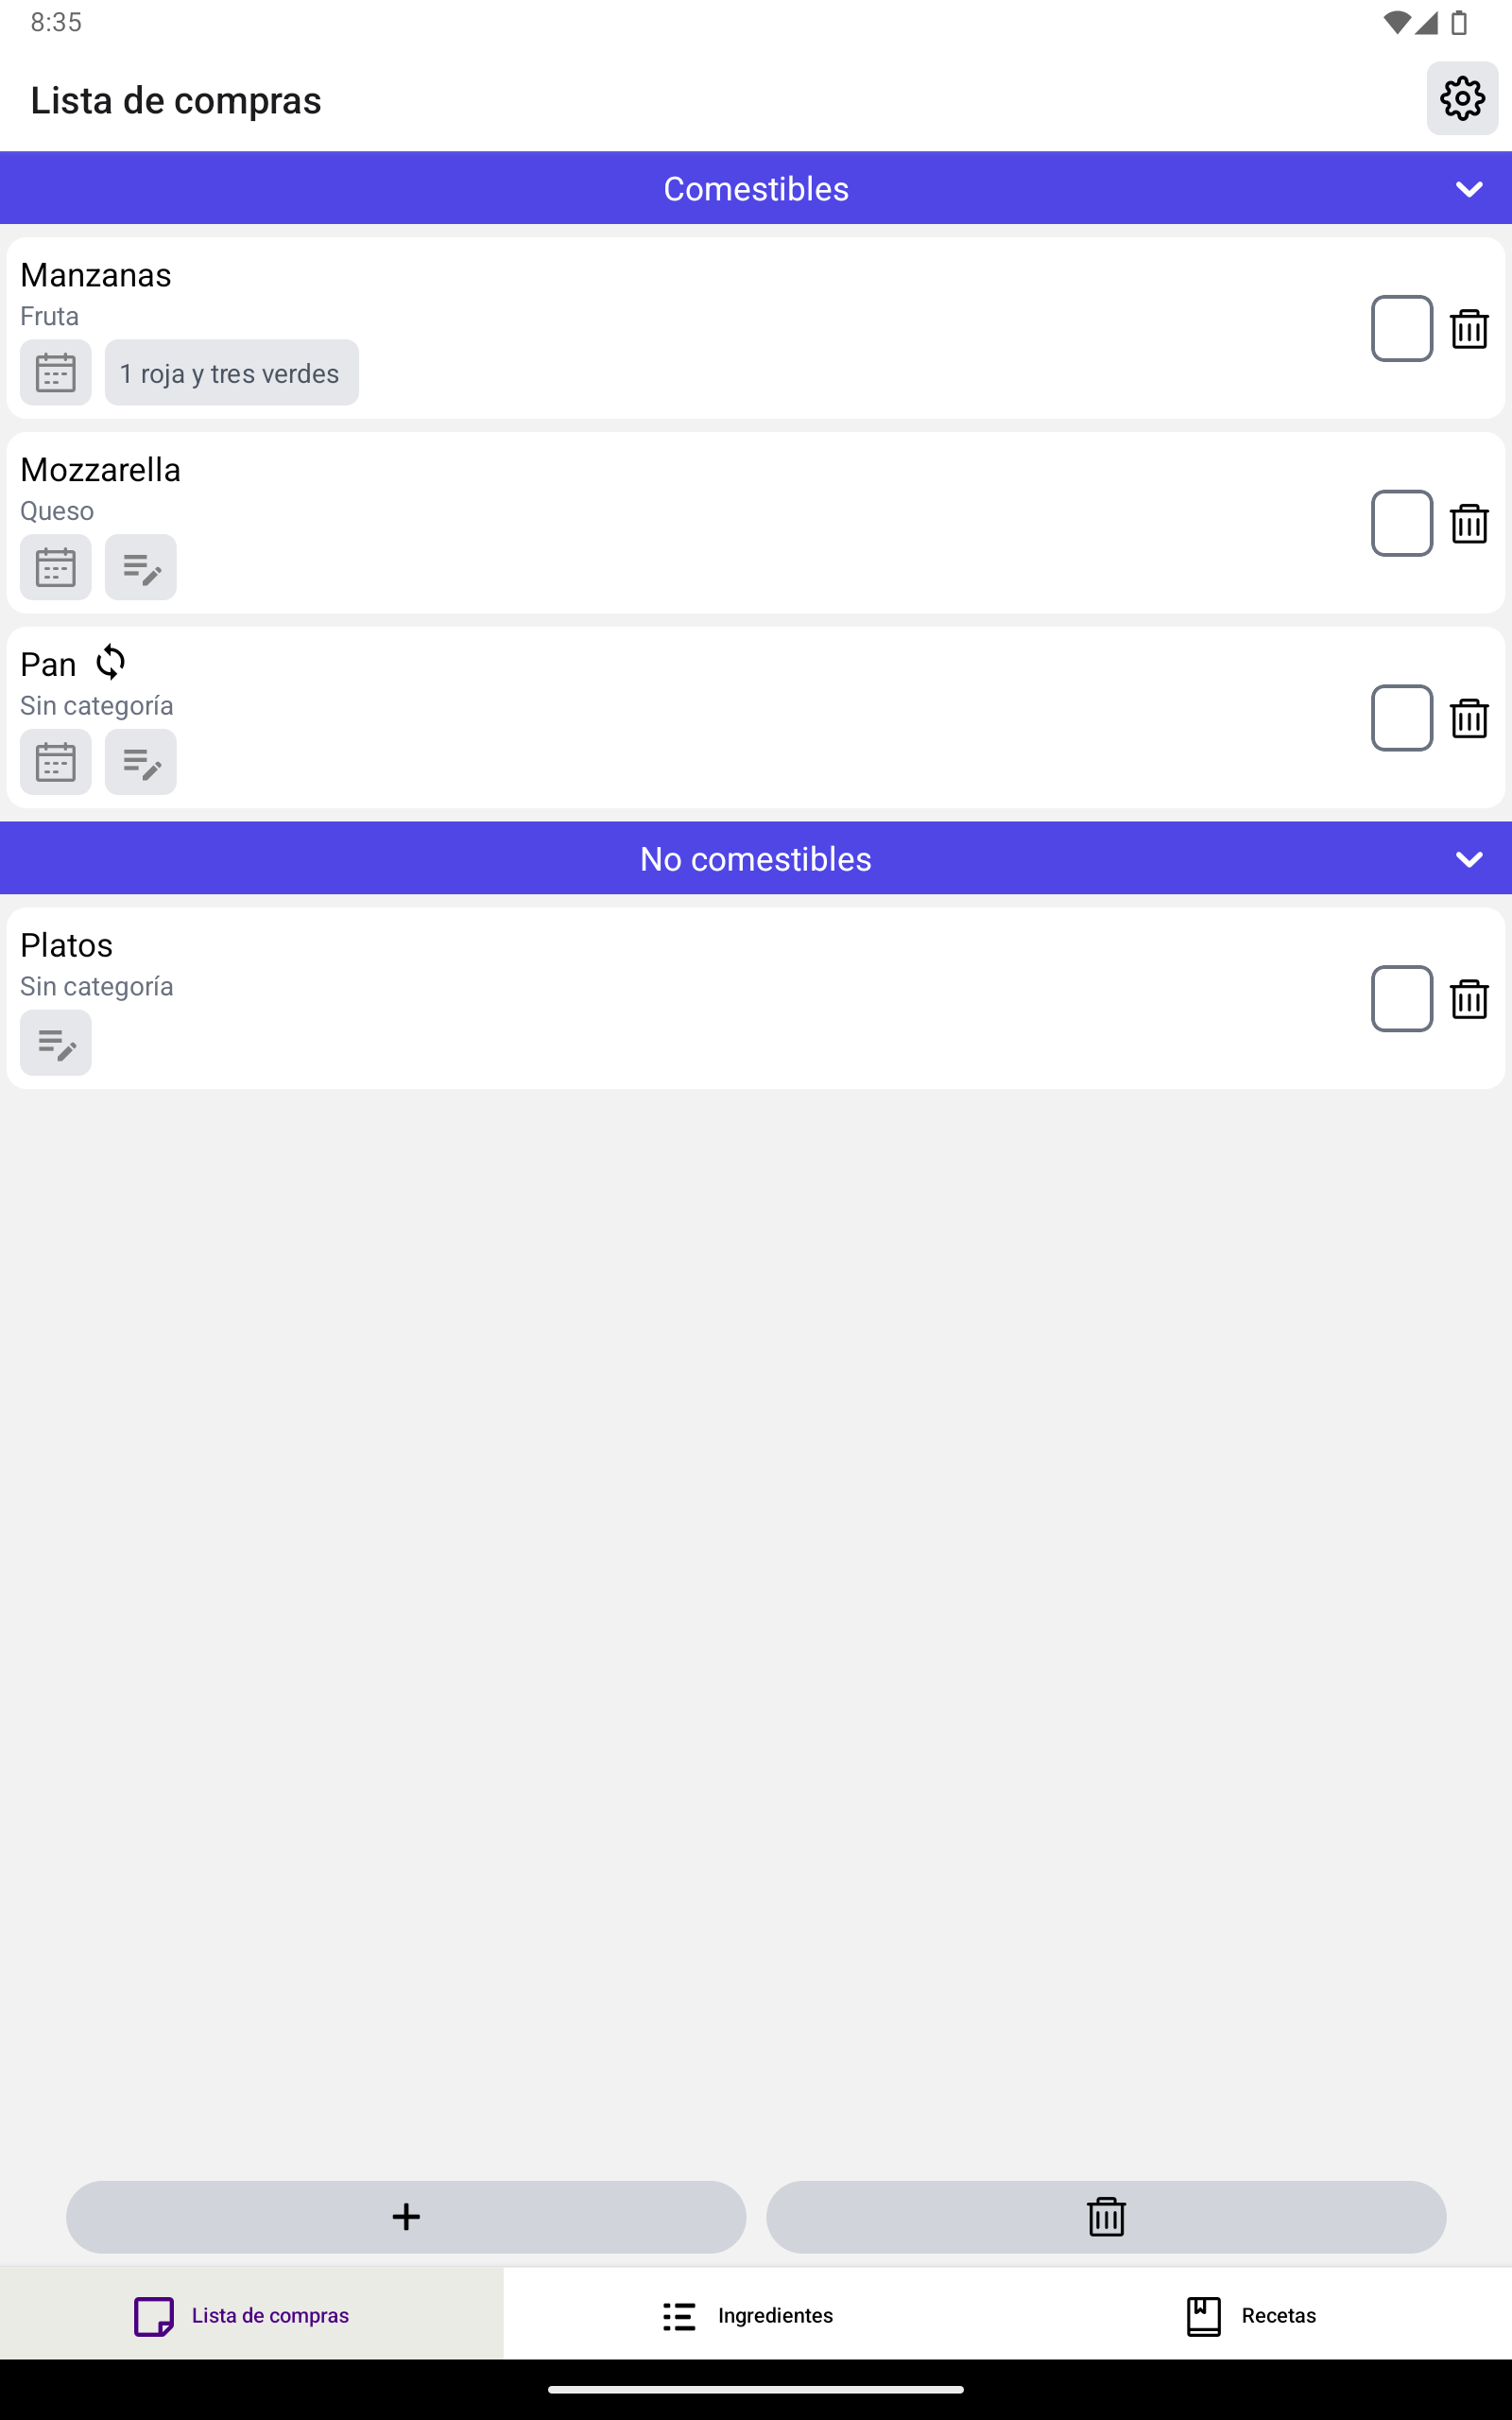 8:35
Lista de compras
Comestibles
Manzanas
Fruta
1 roja y tres verdes
Mozzarella
Queso
Pan
Sin categoría
No comestibles
Platos
Sin categoría
Lista de compras
Ingredientes
Recetas